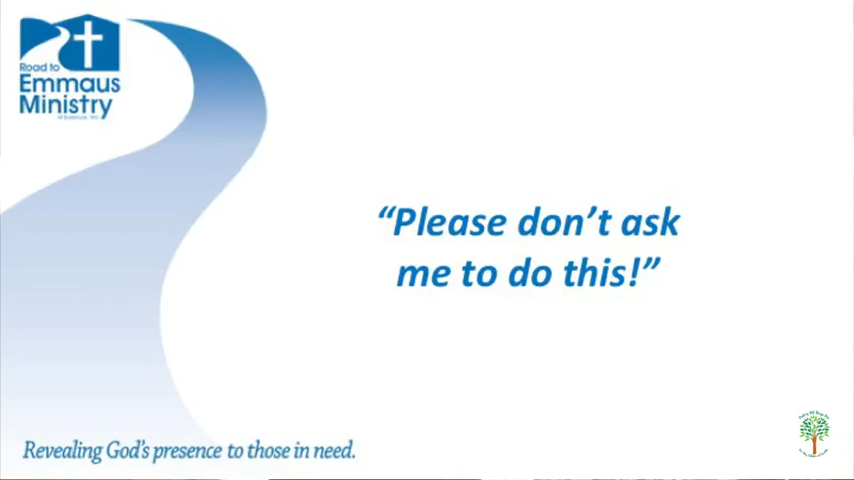 Road to
Emmaus
Ministry
“Please don’t ask
me to do this!”
Revealing God's presence to those in need.